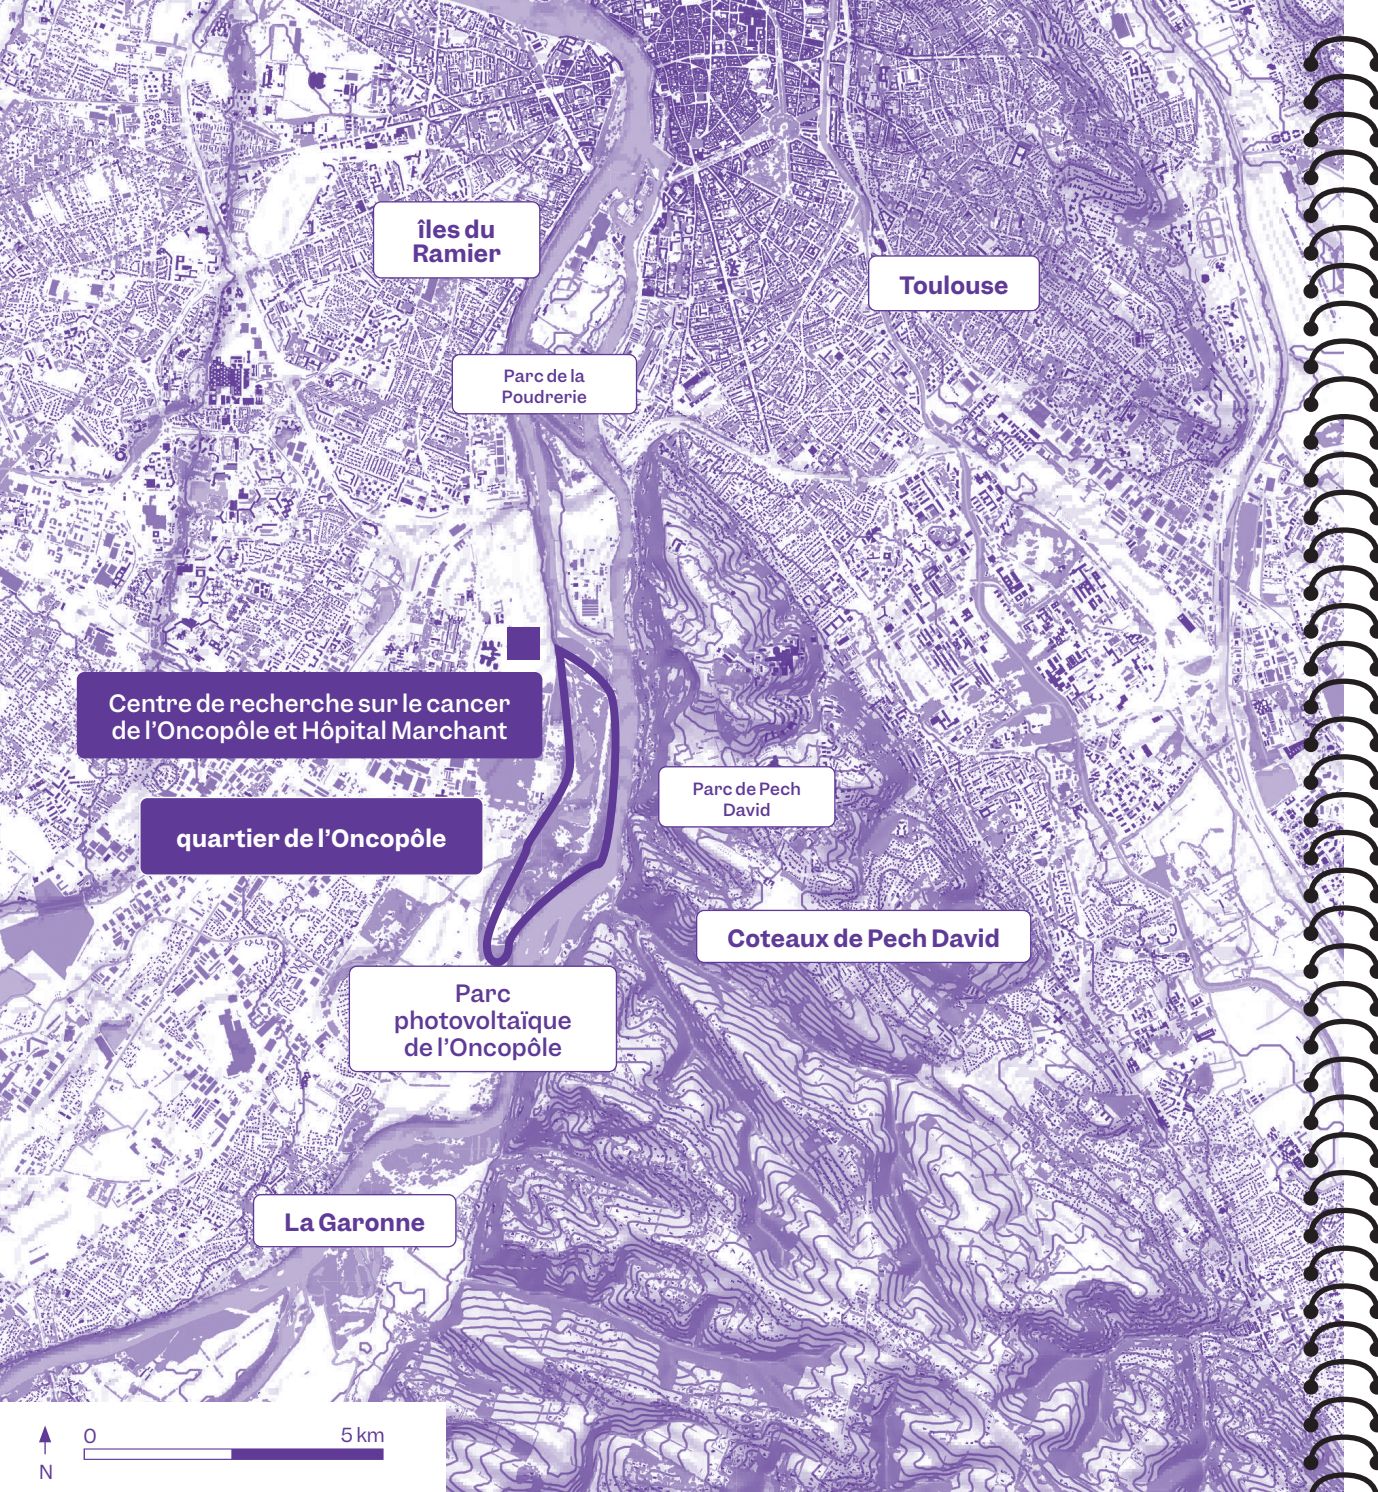 îles du
Ramier
Toulouse
Parc de la
Poudrerie
Centre de recherche sur le cancer
de l’Oncopôle et Hôpital Marchant
Parc de Pech
David
quartier de l’Oncopôle
Coteaux de Pech David
Parc
photovoltaïque
de l’Oncopôle
La Garonne
0 5 km
N